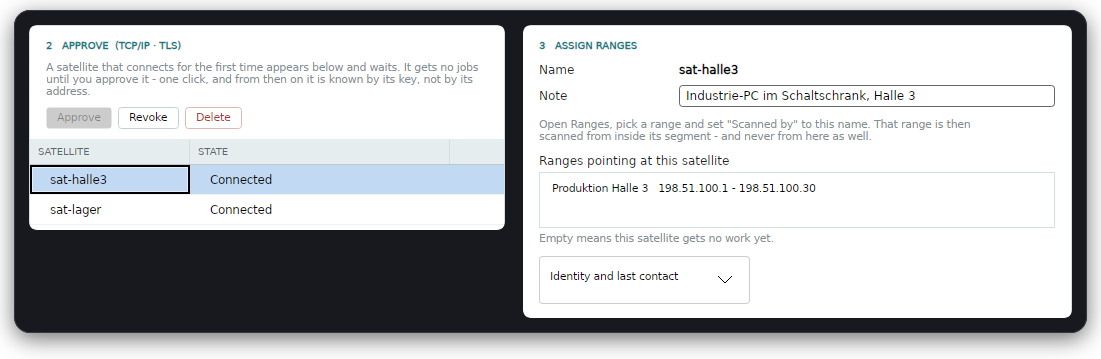 2 APPROVE (TCP/IP · TLS)
A satellite that connects for the first time appears below and waits. It gets no jobs
until you approve it - one click, and from then on it is known by its key, not by its
address.
Approve Revoke Delete
SATELLITE STATE
sat-halle3 Connected
sat-lager Connected
3 ASSIGN RANGES
Name sat-halle3
Note Industrie-PC im Schaltschrank, Halle 3
Open Ranges, pick a range and set "Scanned by" to this name. That range is then
scanned from inside its segment - and never from here as well.
Ranges pointing at this satellite
Produktion Halle 3 198.51.100.1 - 198.51.100.30
Empty means this satellite gets no work yet.
Identity and last contact